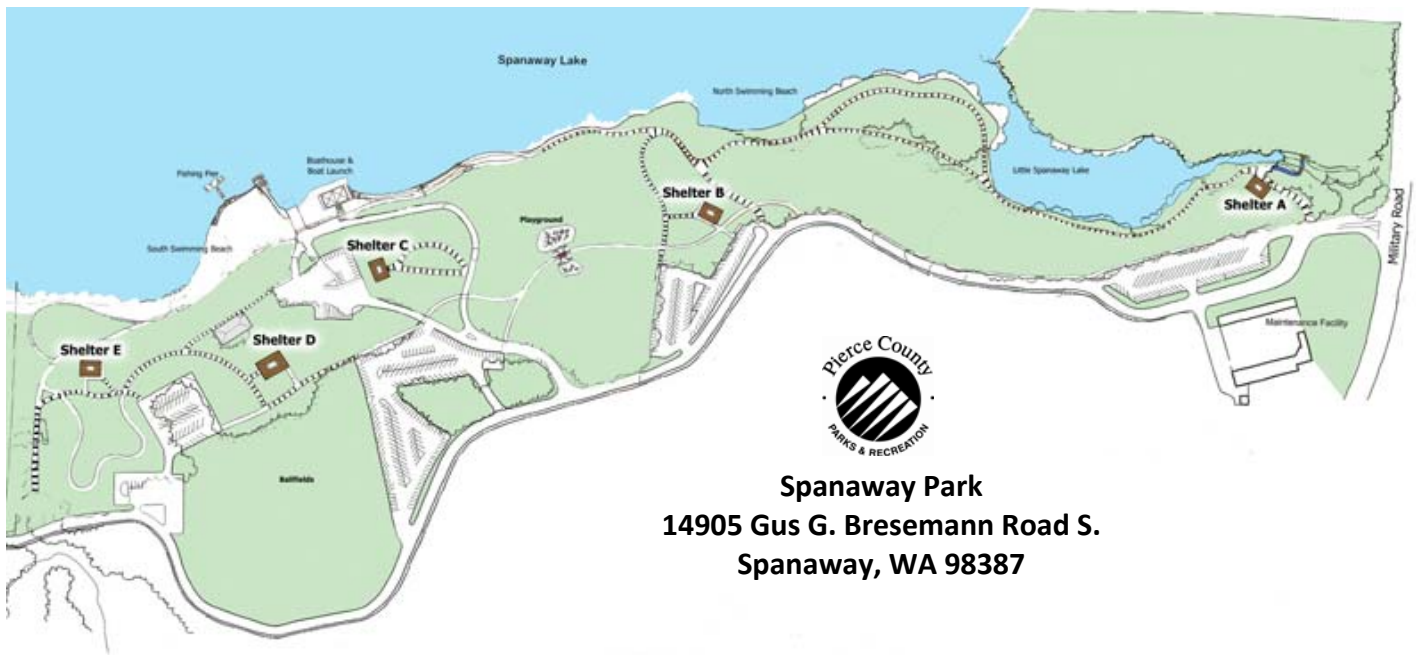 Spanaway Lake
North Swimming Beach
Boathouse &
Boat Launch
Fishing Pier
Little Spanaway Lake
Shelter A
Military Road
Shelter B
Playground
Shelter C
South Swimming Beach
Maintenance Facility
Shelter D
Shelter E
Ballfields
Pierce County
PARKS & RECREATION
Spanaway Park
14905 Gus G. Bresemann Road S.
Spanaway, WA 98387